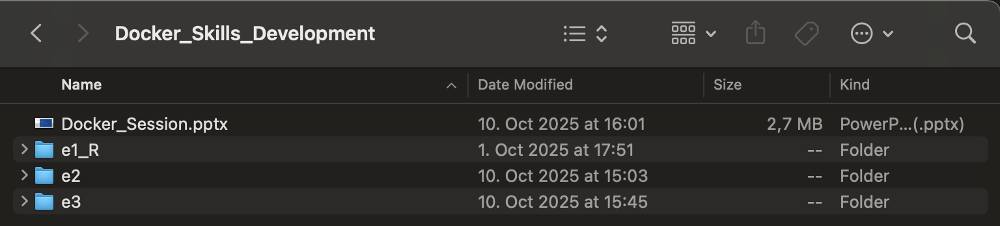 Docker_Skills_Development
Name Date Modified Size Kind
Docker_Session.pptx 10. Oct 2025 at 16:01 2,7 MB PowerP...(.pptx)
e1_R 1. Oct 2025 at 17:51 -- Folder
e2 10. Oct 2025 at 15:03 -- Folder
e3 10. Oct 2025 at 15:45 -- Folder